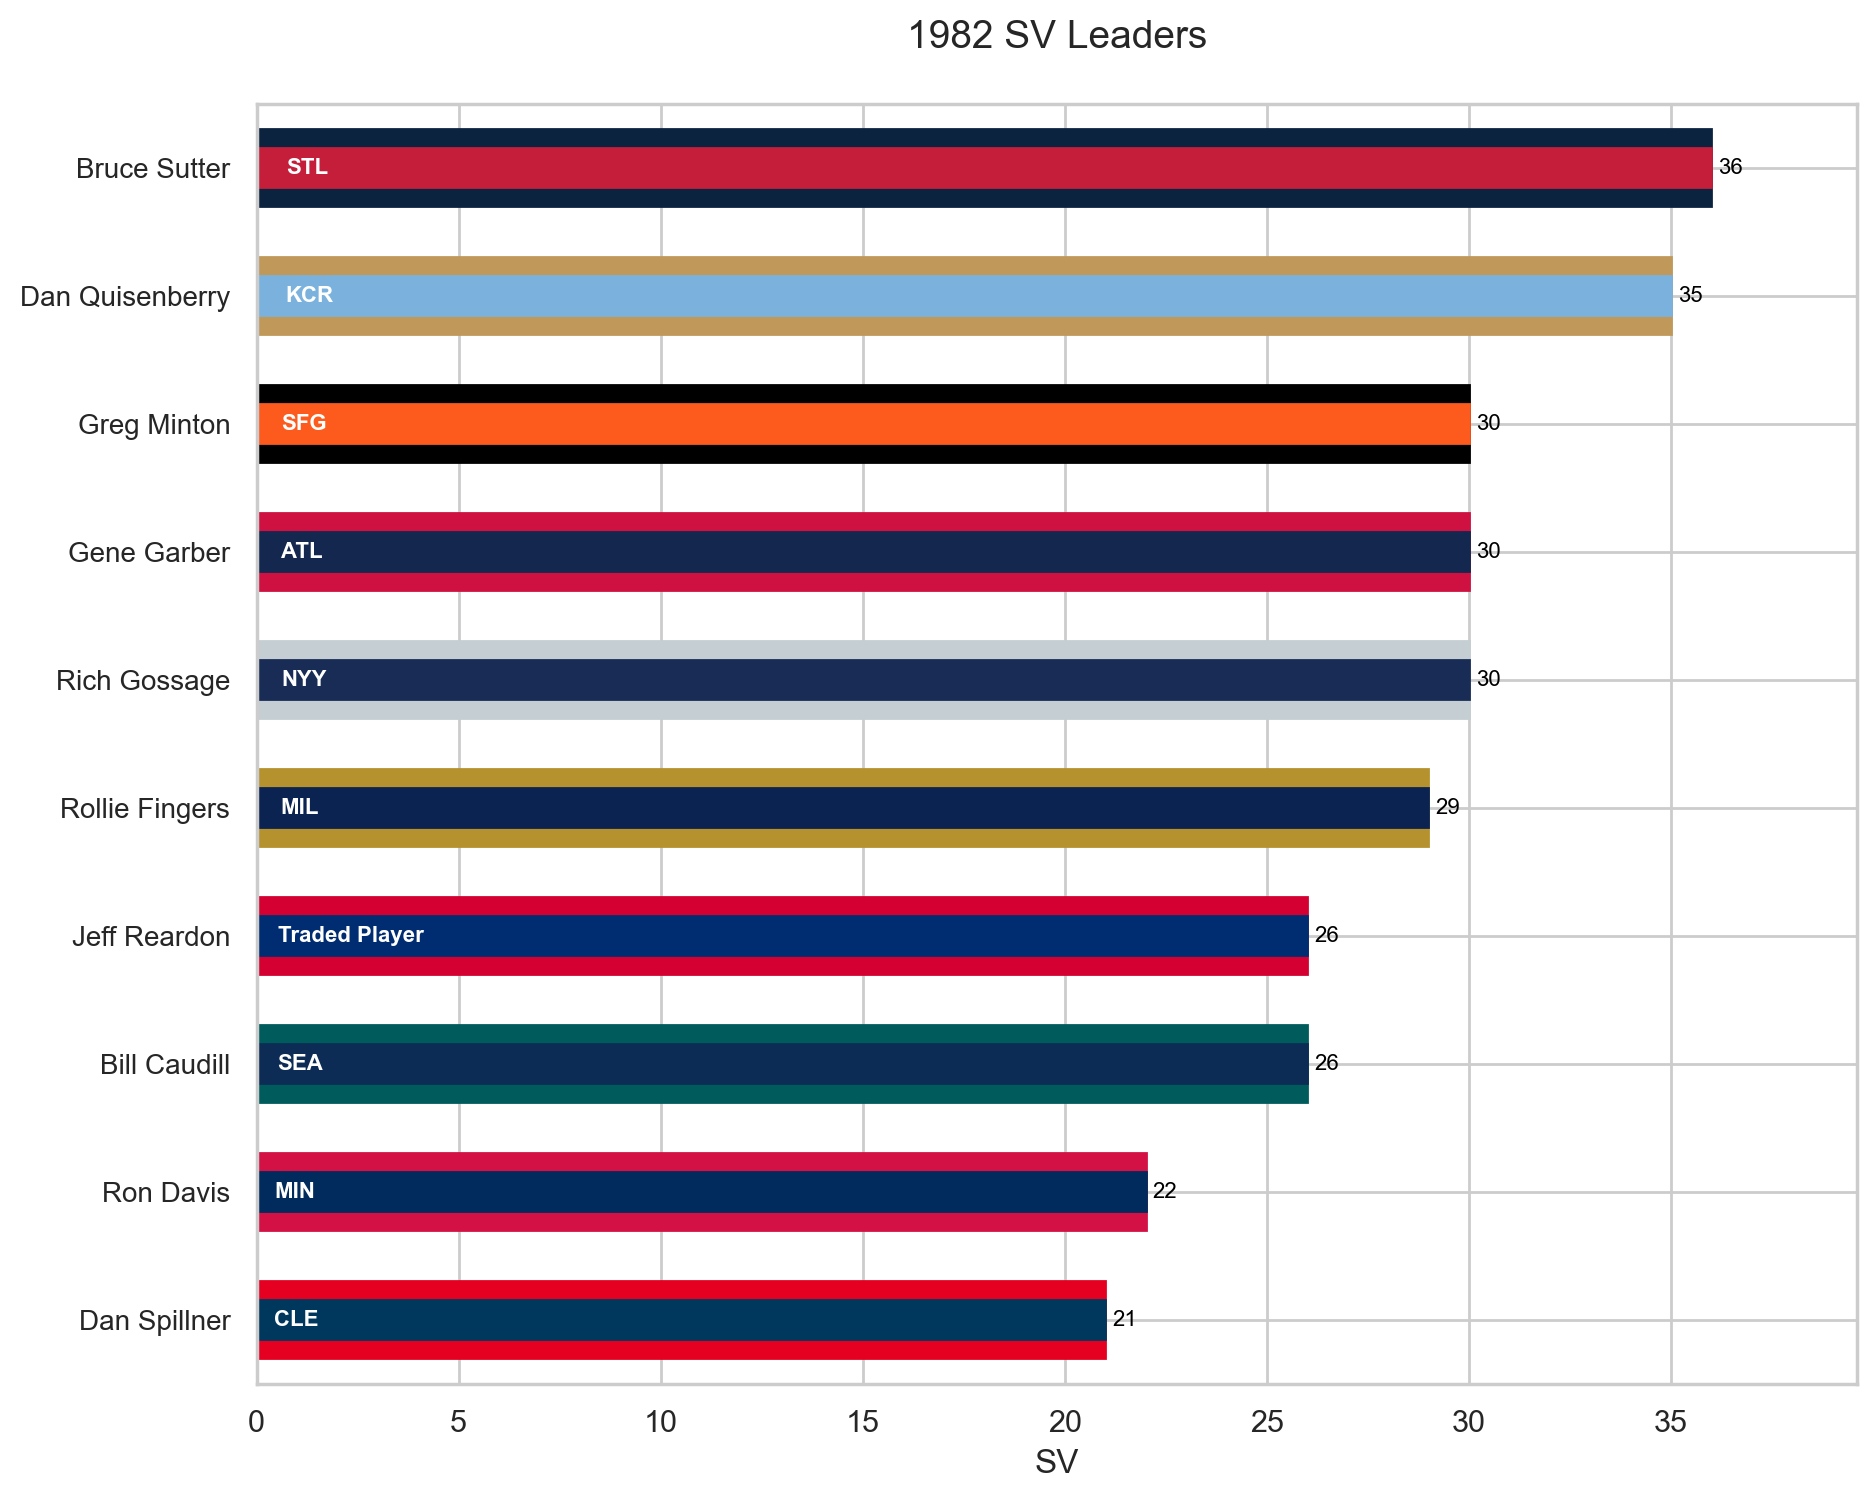 1982 SV Leaders
Bruce Sutter STL 36
Dan Quisenberry KCR 35
Greg Minton SFG 30
Gene Garber ATL 30
Rich Gossage NYY 30
Rollie Fingers MIL 29
Jeff Reardon Traded Player 26
Bill Caudill SEA 26
Ron Davis MIN 22
Dan Spillner CLE 21
0 5 10 15 20 25 30 35
SV